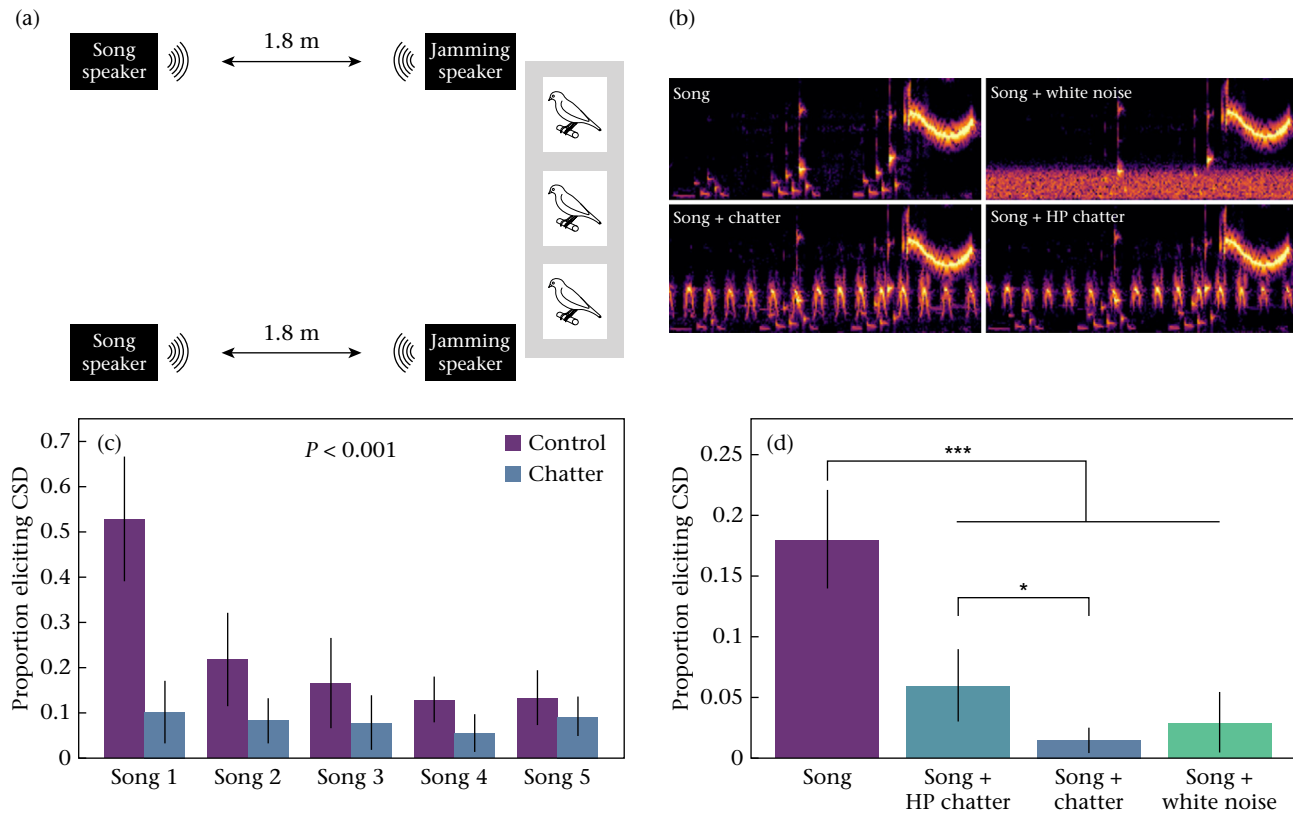 (a)
Song
speaker
1.8 m
Jamming
speaker
Song
speaker
1.8 m
Jamming
speaker
(b)
Song
Song + white noise
Song + chatter
Song + HP chatter
(c)
P < 0.001
Control
Chatter
Proportion eliciting CSD
0.7
0.6
0.5
0.4
0.3
0.2
0.1
0
Song 1
Song 2
Song 3
Song 4
Song 5
(d)
***
*
Proportion eliciting CSD
0.25
0.2
0.15
0.1
0.05
0
Song
Song +
HP chatter
Song +
chatter
Song +
white noise